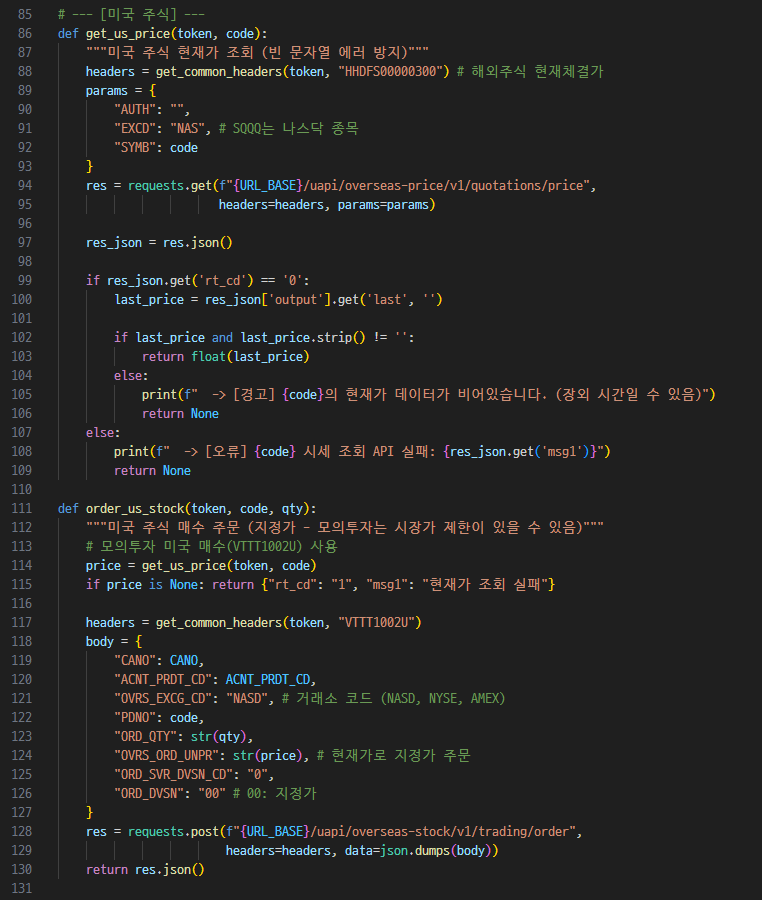 85 # --- [미국 주식] ---
86 def get_us_price(token, code):
87     """미국 주식 현재가 조회 (빈 문자열 에러 방지)"""
88     headers = get_common_headers(token, "HHDFS00000300") # 해외주식 현재체결가
89     params = {
90         "AUTH": "",
91         "EXCD": "NAS", # SQQQ는 나스닥 종목
92         "SYMB": code
93     }
94     res = requests.get(f"{URL_BASE}/uapi/overseas-price/v1/quotations/price",
95                        headers=headers, params=params)
96
97     res_json = res.json()
98
99     if res_json.get('rt_cd') == '0':
100         last_price = res_json['output'].get('last', '')
101
102         if last_price and last_price.strip() != '':
103             return float(last_price)
104         else:
105             print(f"  -> [경고] {code}의 현재가 데이터가 비어있습니다. (장외 시간일 수 있음)")
106             return None
107     else:
108         print(f"  -> [오류] {code} 시세 조회 API 실패: {res_json.get('msg1')}")
109         return None
110
111 def order_us_stock(token, code, qty):
112     """미국 주식 매수 주문 (지정가 - 모의투자는 시장가 제한이 있을 수 있음)"""
113     # 모의투자 미국 매수(VTTT1002U) 사용
114     price = get_us_price(token, code)
115     if price is None: return {"rt_cd": "1", "msg1": "현재가 조회 실패"}
116
117     headers = get_common_headers(token, "VTTT1002U")
118     body = {
119         "CANO": CANO,
120         "ACNT_PRDT_CD": ACNT_PRDT_CD,
121         "OVRS_EXCG_CD": "NASD", # 거래소 코드 (NASD, NYSE, AMEX)
122         "PDNO": code,
123         "ORD_QTY": str(qty),
124         "OVRS_ORD_UNPR": str(price), # 현재가로 지정가 주문
125         "ORD_SVR_DVSN_CD": "0",
126         "ORD_DVSN": "00" # 00: 지정가
127     }
128     res = requests.post(f"{URL_BASE}/uapi/overseas-stock/v1/trading/order",
129                         headers=headers, data=json.dumps(body))
130     return res.json()
131